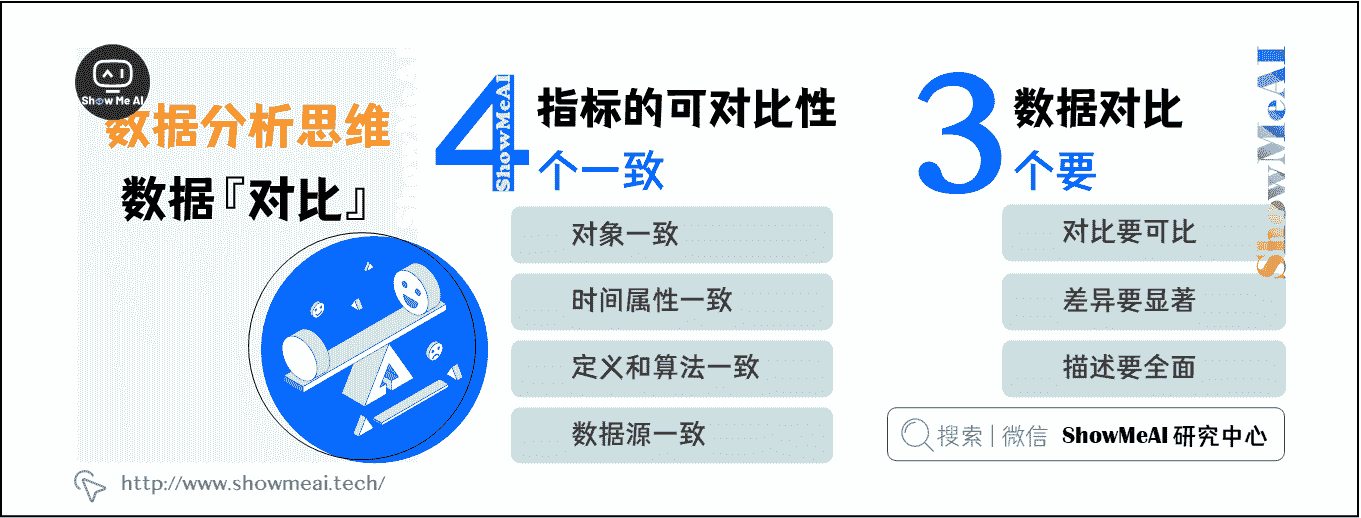 Show Me AI
数据分析思维
数据『对比』
http://www.showmeai.tech/
4
ShowMeAI
指标的可对比性
个一致
对象一致
时间属性一致
定义和算法一致
数据源一致
3
数据对比
个要
对比要可比
差异要显著
描述要全面
搜索 | 微信 ShowMeAI 研究中心
ShowMeAI